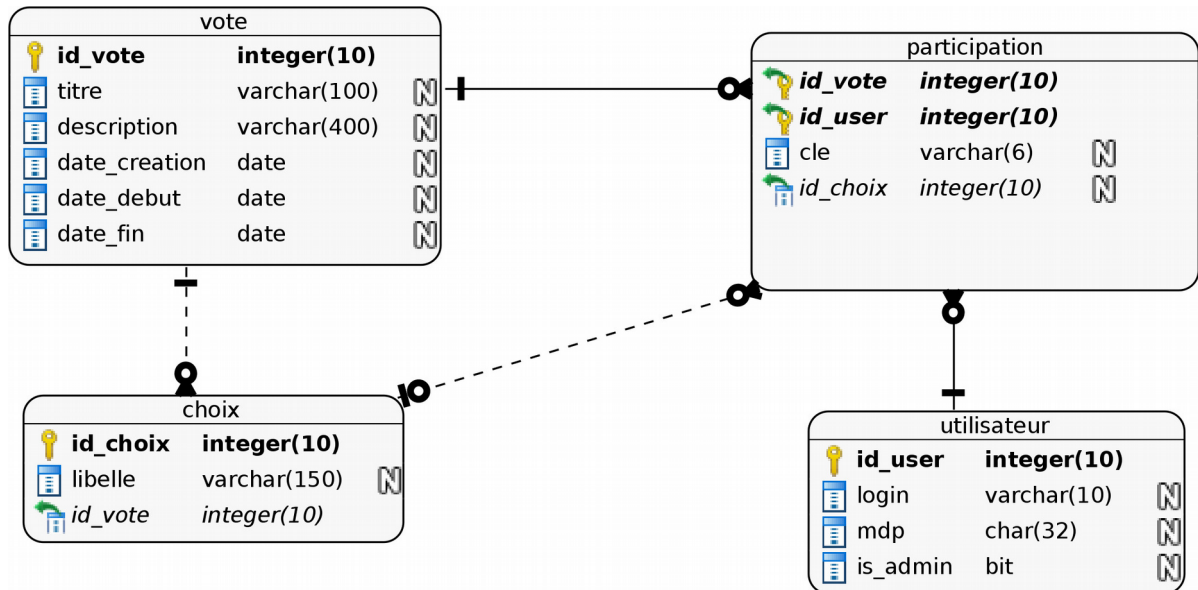 vote
id_vote integer(10)
titre varchar(100) N
description varchar(400) N
date_creation date N
date_debut date N
date_fin date N
participation
id_vote integer(10)
id_user integer(10)
cle varchar(6) N
id_choix integer(10) N
choix
id_choix integer(10)
libelle varchar(150) N
id_vote integer(10)
utilisateur
id_user integer(10)
login varchar(10) N
mdp char(32) N
is_admin bit N